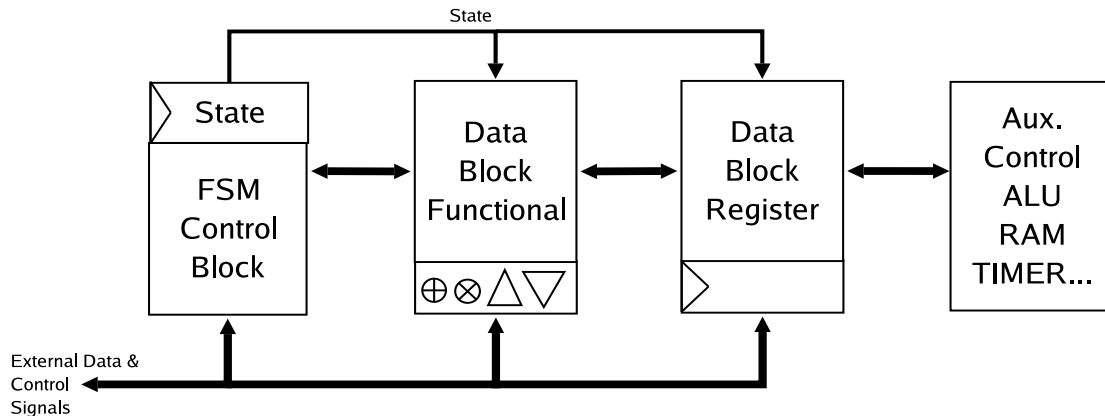 State
State
FSM
Control
Block
Data
Block
Functional
Data
Block
Register
Aux.
Control
ALU
RAM
TIMER...
External Data &
Control
Signals